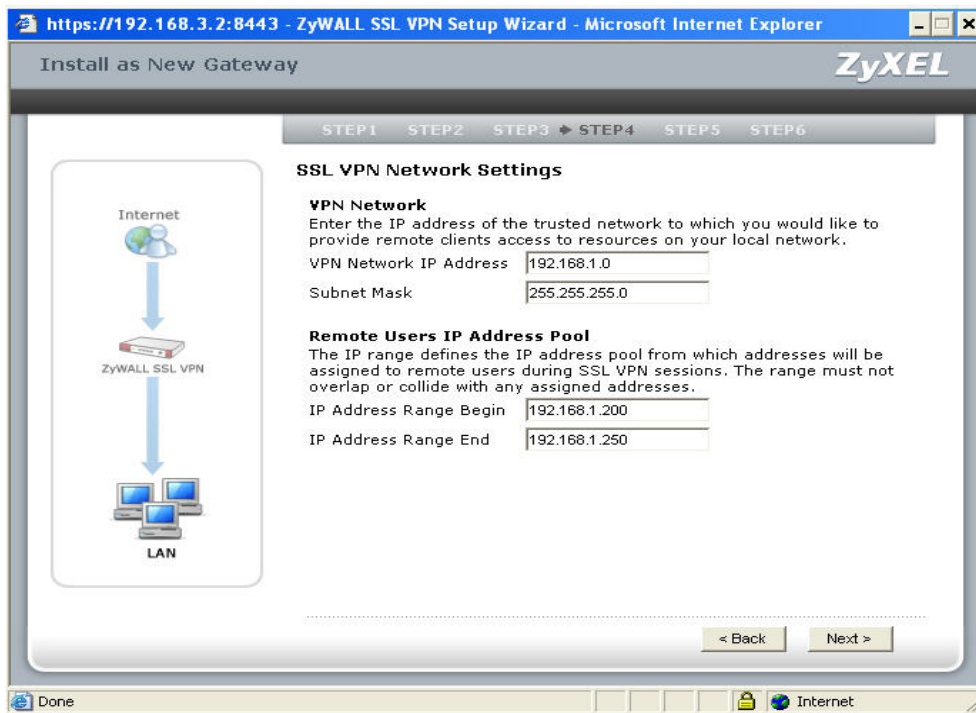 https://192.168.3.2:8443 - ZyWALL SSL VPN Setup Wizard - Microsoft Internet Explorer
Install as New Gateway
ZyXEL
STEP1 STEP2 STEP3 STEP4 STEP5 STEP6
SSL VPN Network Settings
VPN Network
Enter the IP address of the trusted network to which you would like to
provide remote clients access to resources on your local network.
VPN Network IP Address 192.168.1.0
Subnet Mask 255.255.255.0
Remote Users IP Address Pool
The IP range defines the IP address pool from which addresses will be
assigned to remote users during SSL VPN sessions. The range must not
overlap or collide with any assigned addresses.
IP Address Range Begin 192.168.1.200
IP Address Range End 192.168.1.250
Internet
ZyWALL SSL VPN
LAN
< Back Next >
Done Internet